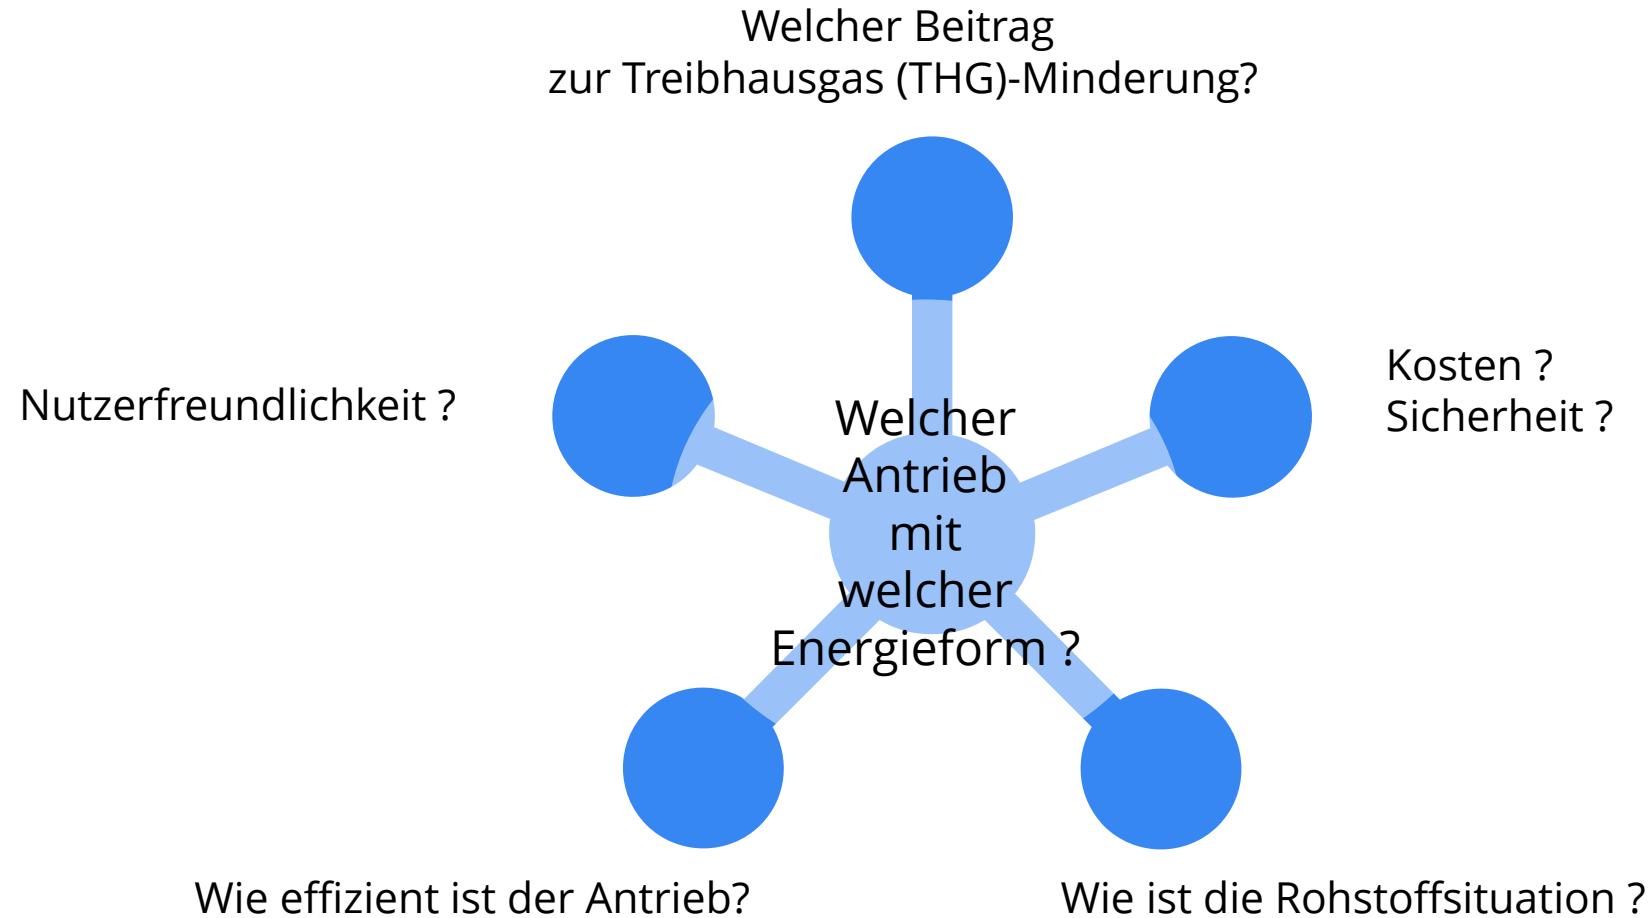 Welcher Beitrag
zur Treibhausgas (THG)-Minderung?
Kosten ?
Sicherheit ?
Nutzerfreundlichkeit ?
Welcher
Antrieb
mit
welcher
Energieform ?
Wie effizient ist der Antrieb?
Wie ist die Rohstoffsituation ?